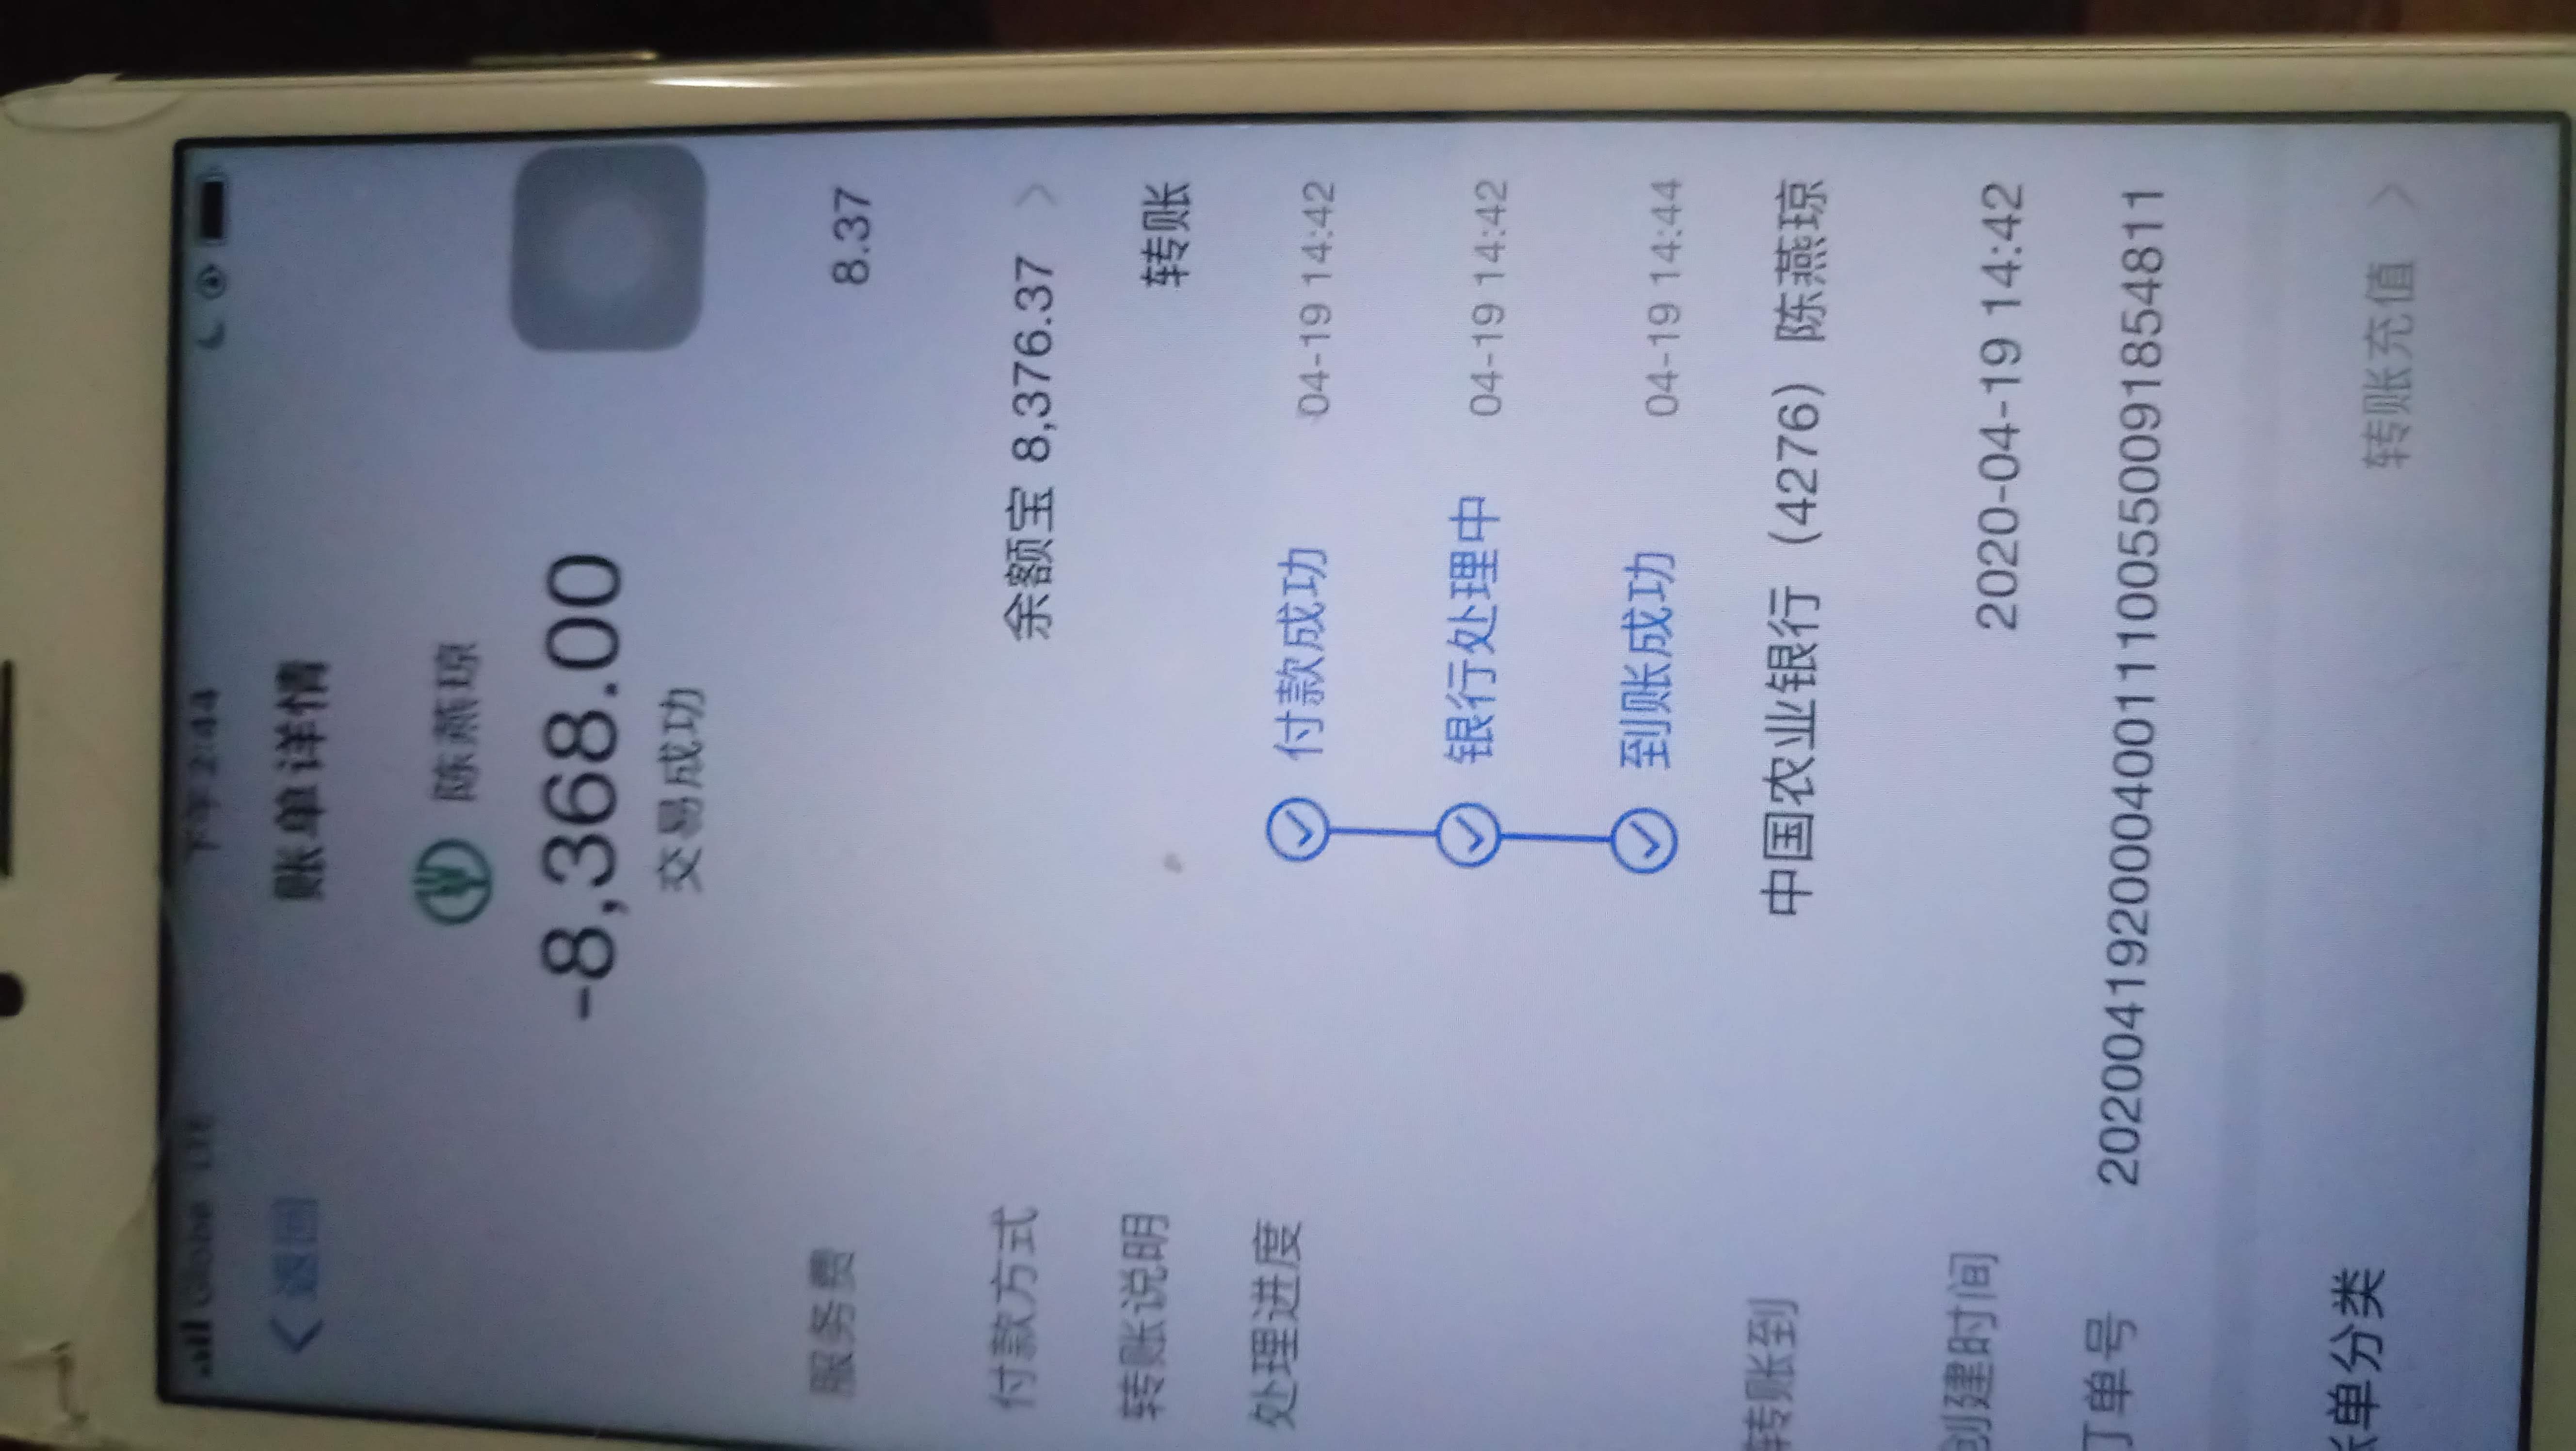 Globe LTE 下午2:44
返回 账单详情
陈燕琼
-8,368.00
交易成功
服务费 8.37
付款方式 余额宝 8,376.37
转账说明 转账
处理进度 付款成功 04-19 14:42
银行处理中 04-19 14:42
到账成功 04-19 14:44
转账到 中国农业银行（4276）陈燕琼
创建时间 2020-04-19 14:42
订单号 20200419200040011100550091854811
账单分类 转账充值